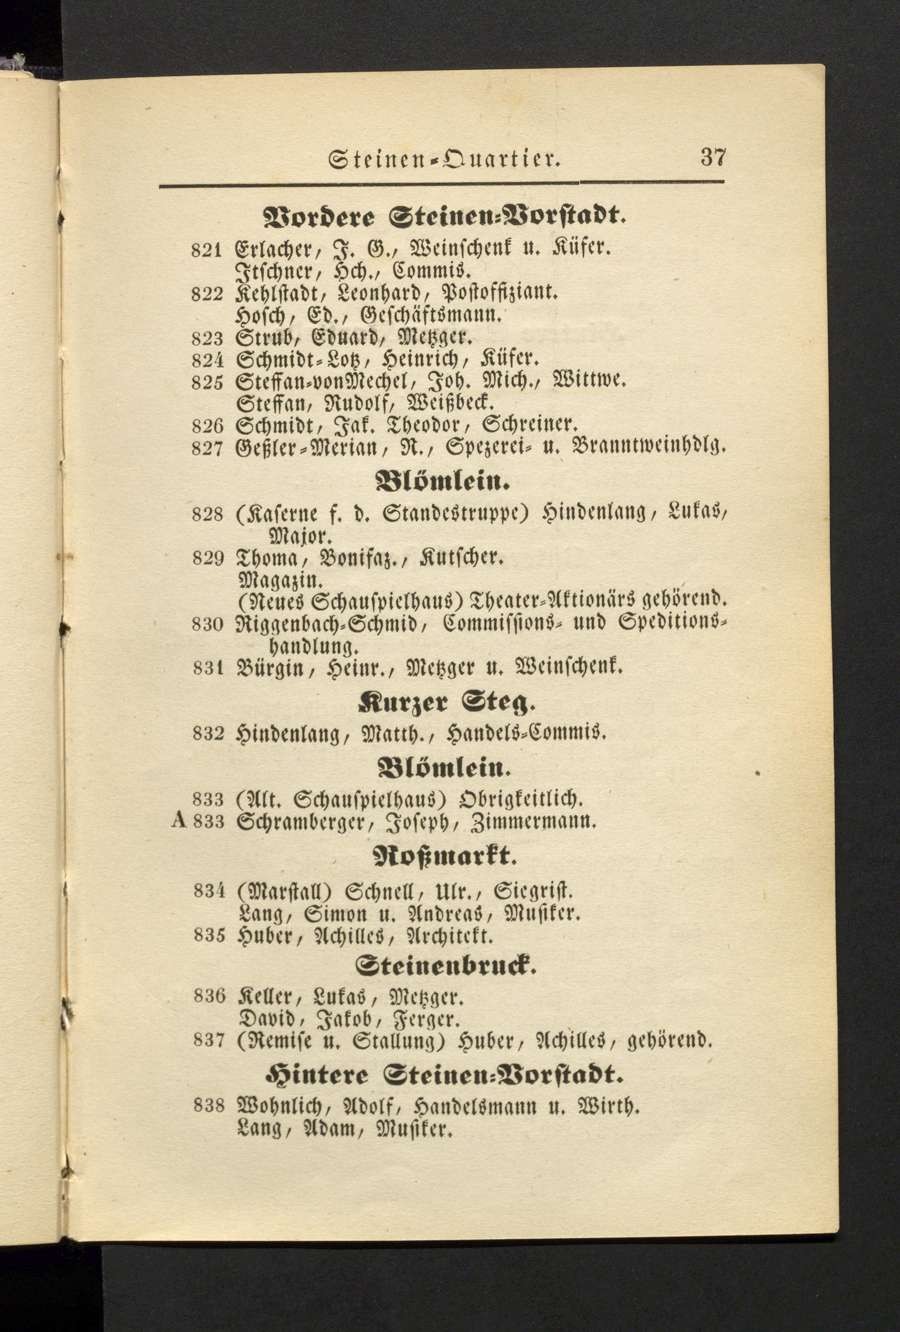 Steinen-Quartier. 37
Vordere Steinen-Vorstadt.
821 Erlacher, J. G., Weinschenk u. Küfer.
Itschner, Hch., Commis.
822 Kehlstadt, Leonhard, Postoffiziant.
Hosch, Ed., Geschäftsmann.
823 Strub, Eduard, Metzger.
824 Schmidt-Lotz, Heinrich, Küfer.
825 Steffan-vonMechel, Joh. Mich., Wittwe.
Steffan, Rudolf, Weißbeck.
826 Schmidt, Jak. Theodor, Schreiner.
827 Geßler-Merian, R., Spezerei- u. Branntweinhdlg.
Blömlein.
828 (Kaserne f. d. Standestruppe) Hindenlang, Lukas,
Major.
829 Thoma, Bonifaz., Kutscher.
Magazin.
(Neues Schauspielhaus) Theater-Aktionärs gehörend.
830 Riggenbach-Schmid, Commissions- und Speditions-
handlung.
831 Bürgin, Heinr., Metzger u. Weinschenk.
Kurzer Steg.
832 Hindenlang, Matth., Handels-Commis.
Blömlein.
833 (Alt. Schauspielhaus) Obrigkeitlich.
A 833 Schramberger, Joseph, Zimmermann.
Roßmarkt.
834 (Marstall) Schnell, Ulr., Siegrist.
Lang, Simon u. Andreas, Musiker.
835 Huber, Achilles, Architekt.
Steinenbruck.
836 Keller, Lukas, Metzger.
David, Jakob, Ferger.
837 (Remise u. Stallung) Huber, Achilles, gehörend.
Hintere Steinen-Vorstadt.
838 Wohnlich, Adolf, Handelsmann u. Wirth.
Lang, Adam, Musiker.